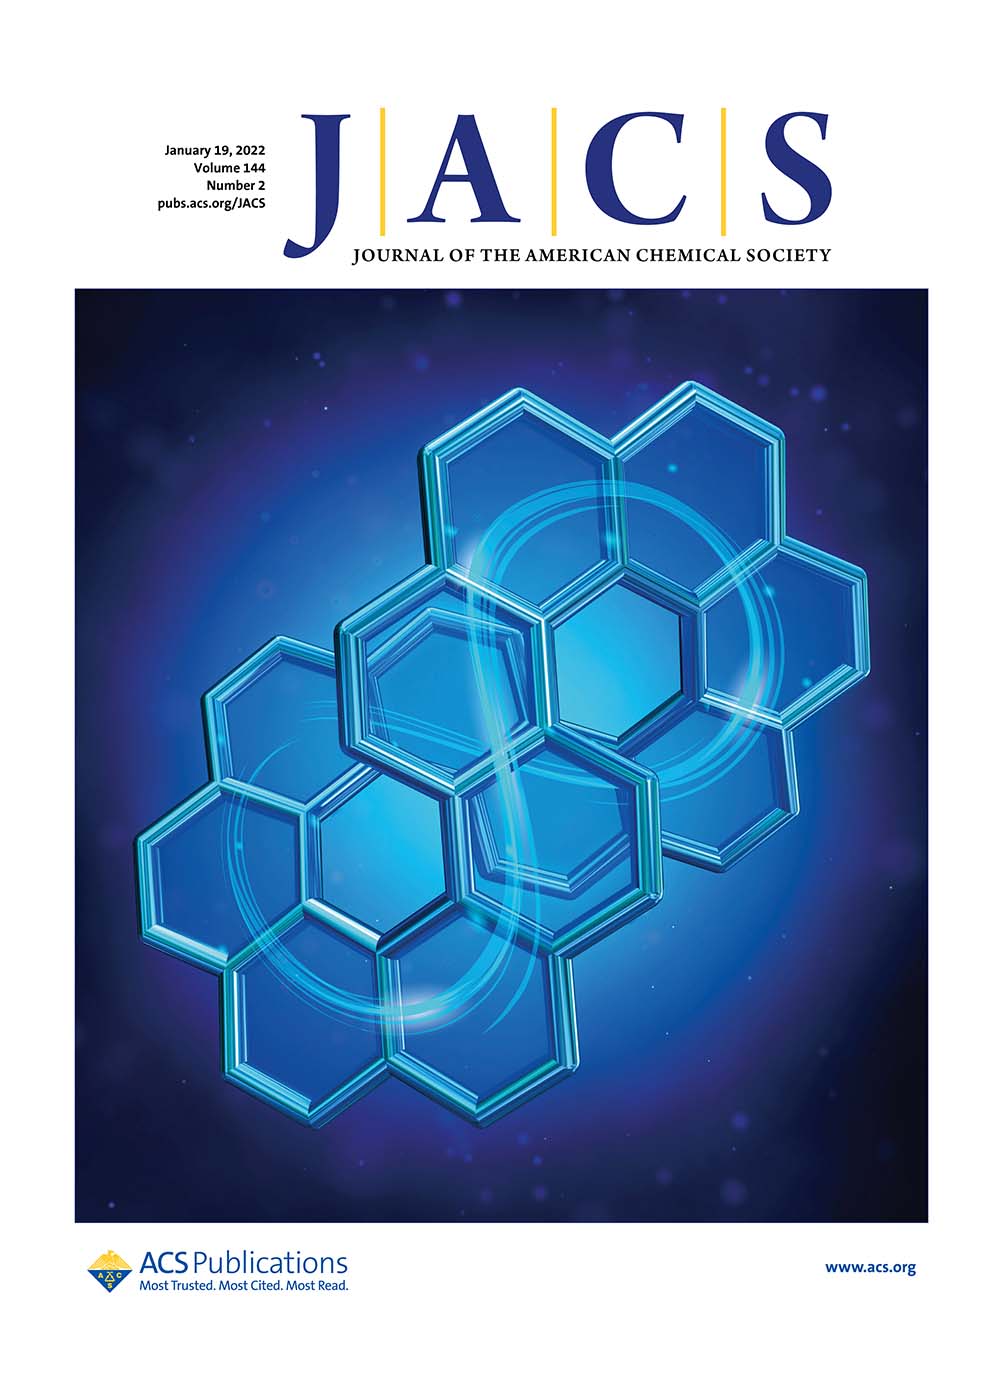 January 19, 2022
Volume 144
Number 2
pubs.acs.org/JACS
J|A|C|S
JOURNAL OF THE AMERICAN CHEMICAL SOCIETY
A C S
ACS Publications
Most Trusted. Most Cited. Most Read.
www.acs.org